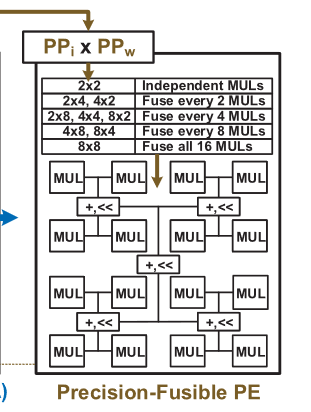 PPi x PPw
2x2 Independent MULs
2x4, 4x2 Fuse every 2 MULs
2x8, 4x4, 8x2 Fuse every 4 MULs
4x8, 8x4 Fuse every 8 MULs
8x8 Fuse all 16 MULs
MUL MUL MUL MUL
+,<< +,<<
MUL MUL MUL MUL
+,<<
MUL MUL MUL MUL
+,<< +,<<
MUL MUL MUL MUL
) Precision-Fusible PE